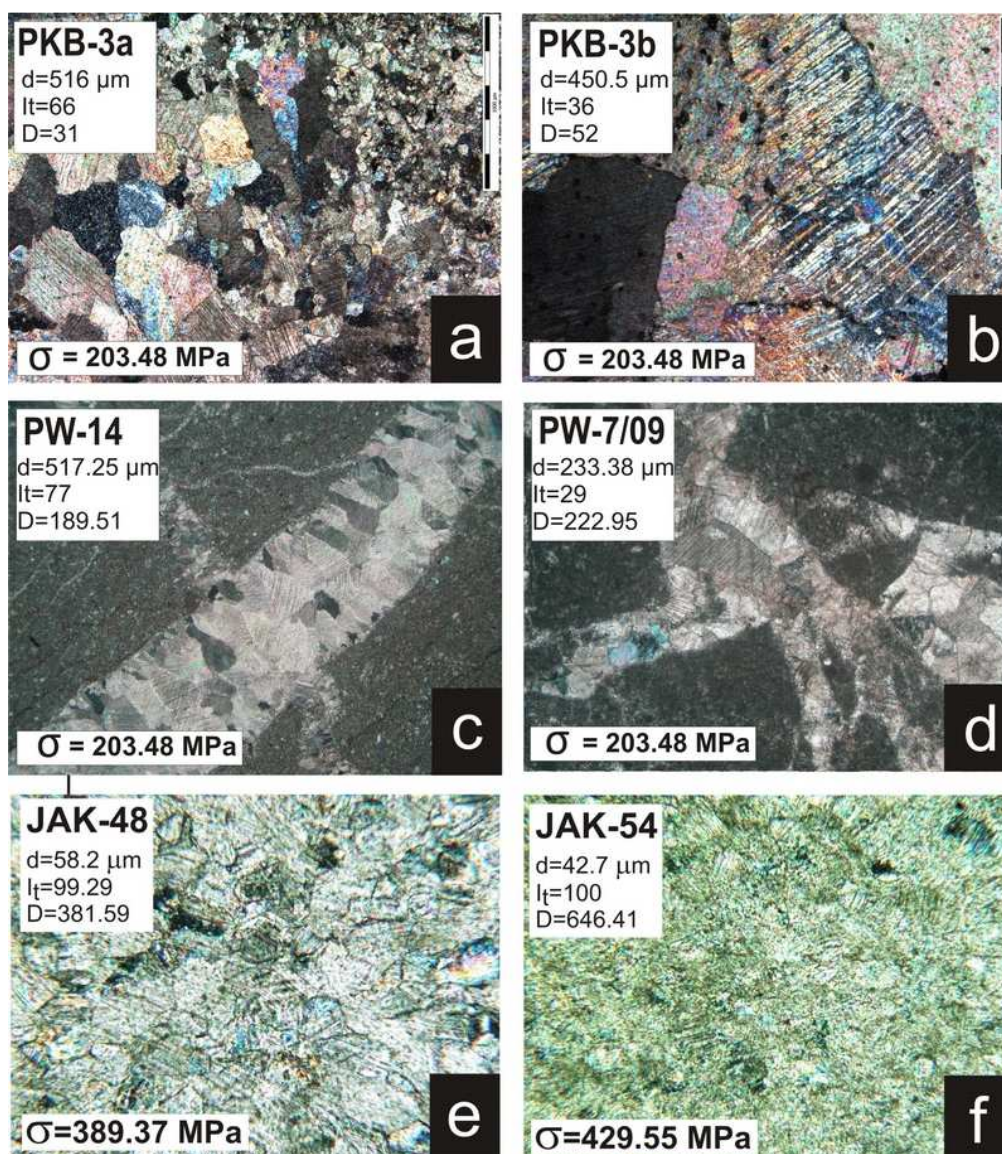 PKB-3a
d=516 µm
It=66
D=31
σ = 203.48 MPa
a
PKB-3b
d=450.5 µm
It=36
D=52
σ = 203.48 MPa
b
PW-14
d=517.25 µm
It=77
D=189.51
σ = 203.48 MPa
c
PW-7/09
d=233.38 µm
It=29
D=222.95
σ = 203.48 MPa
d
JAK-48
d=58.2 µm
It=99.29
D=381.59
σ=389.37 MPa
e
JAK-54
d=42.7 µm
It=100
D=646.41
σ=429.55 MPa
f